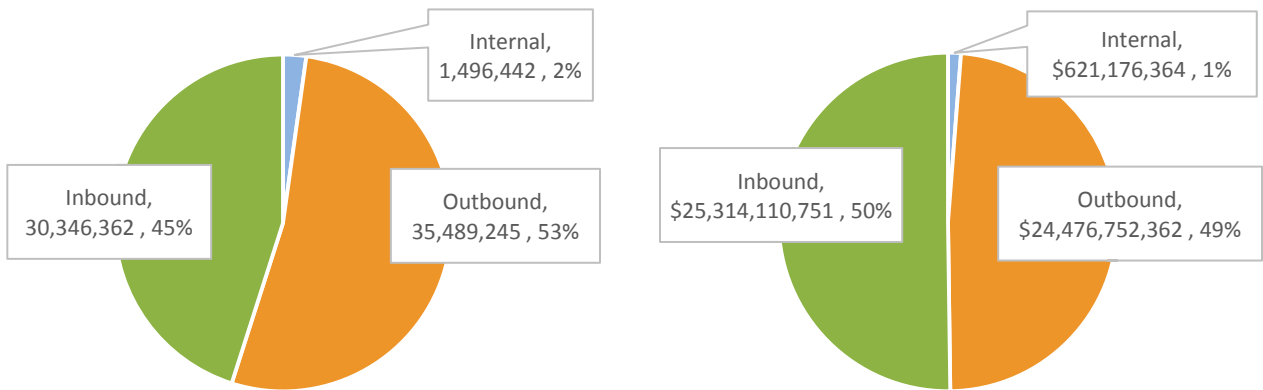 Internal,
1,496,442 , 2%
Inbound,
30,346,362 , 45%
Outbound,
35,489,245 , 53%
Internal,
$621,176,364 , 1%
Inbound,
$25,314,110,751 , 50%
Outbound,
$24,476,752,362 , 49%